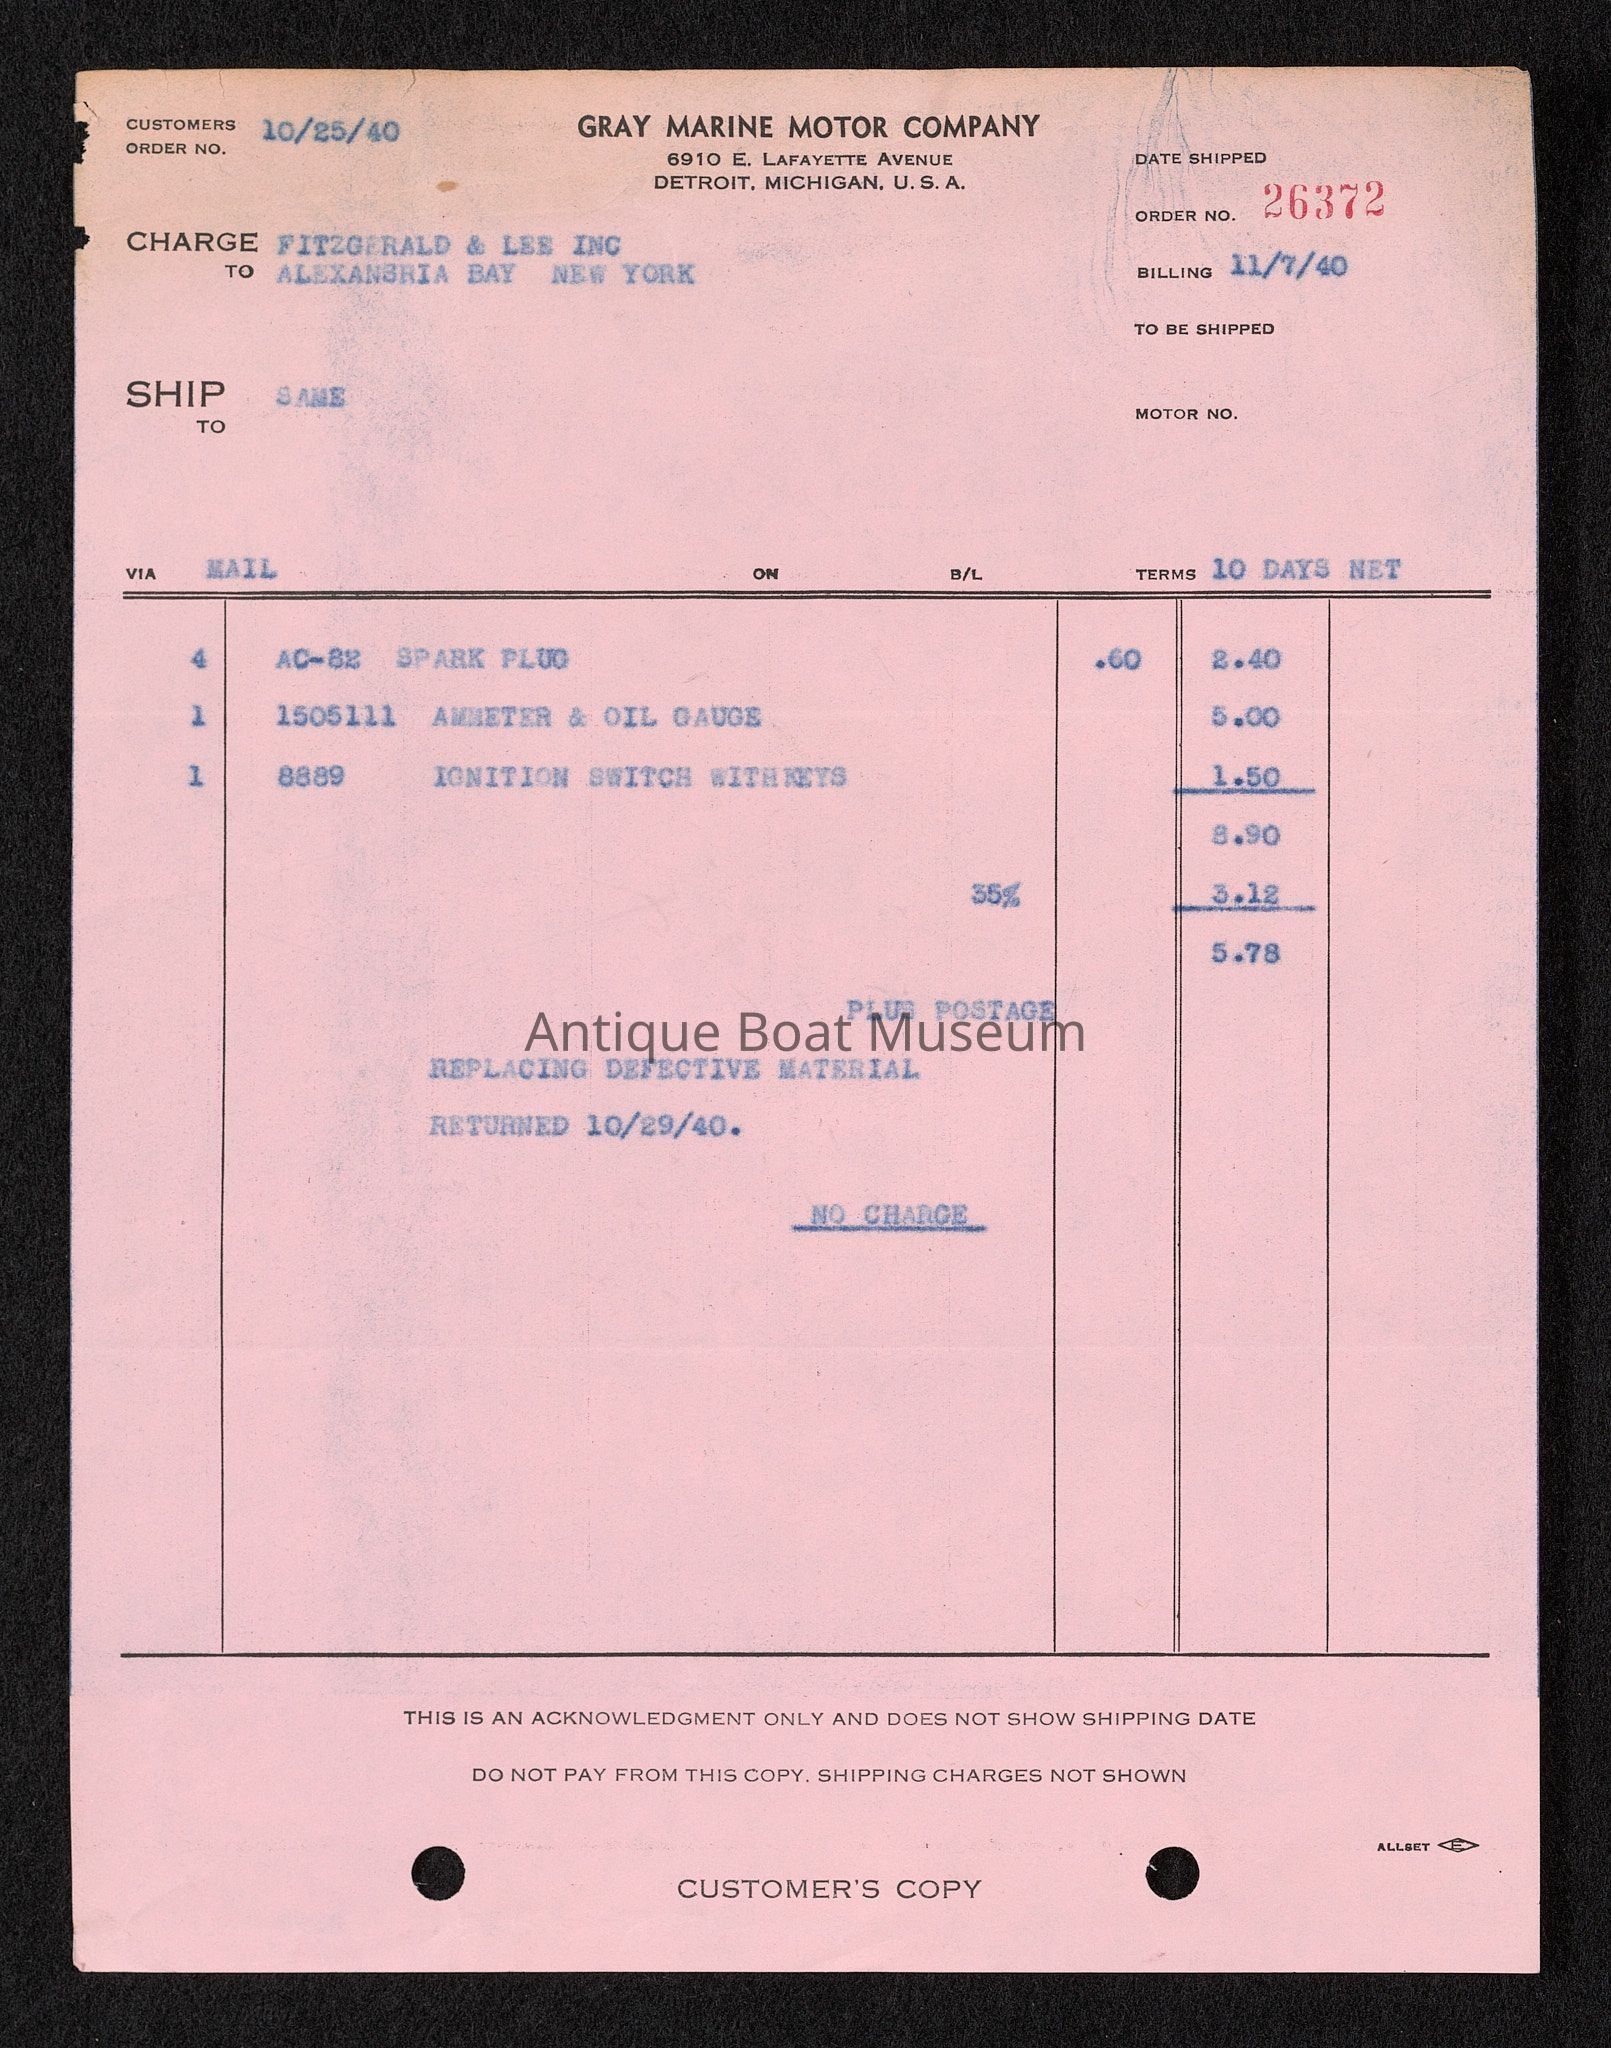 CUSTOMERS ORDER NO. 10/25/40
GRAY MARINE MOTOR COMPANY
6910 E. LAFAYETTE AVENUE
DETROIT, MICHIGAN, U. S. A.
DATE SHIPPED
ORDER NO. 26372
CHARGE TO FITZGERALD & LEE INC
ALEXANSRIA BAY NEW YORK
BILLING 11/7/40
TO BE SHIPPED
SHIP TO SAME
MOTOR NO.
VIA MAIL ON B/L TERMS 10 DAYS NET
4 AC-82 SPARK PLUG .60 2.40
1 1505111 AMMETER & OIL GAUGE 5.00
1 8889 IGNITION SWITCH WITHKEYS 1.50
8.90
35% 3.12
5.78
PLUS POSTAGE
Antique Boat Museum
REPLACING DEFECTIVE MATERIAL
RETURNED 10/29/40.
NO CHARGE
THIS IS AN ACKNOWLEDGMENT ONLY AND DOES NOT SHOW SHIPPING DATE
DO NOT PAY FROM THIS COPY. SHIPPING CHARGES NOT SHOWN
ALLSET E
CUSTOMER'S COPY